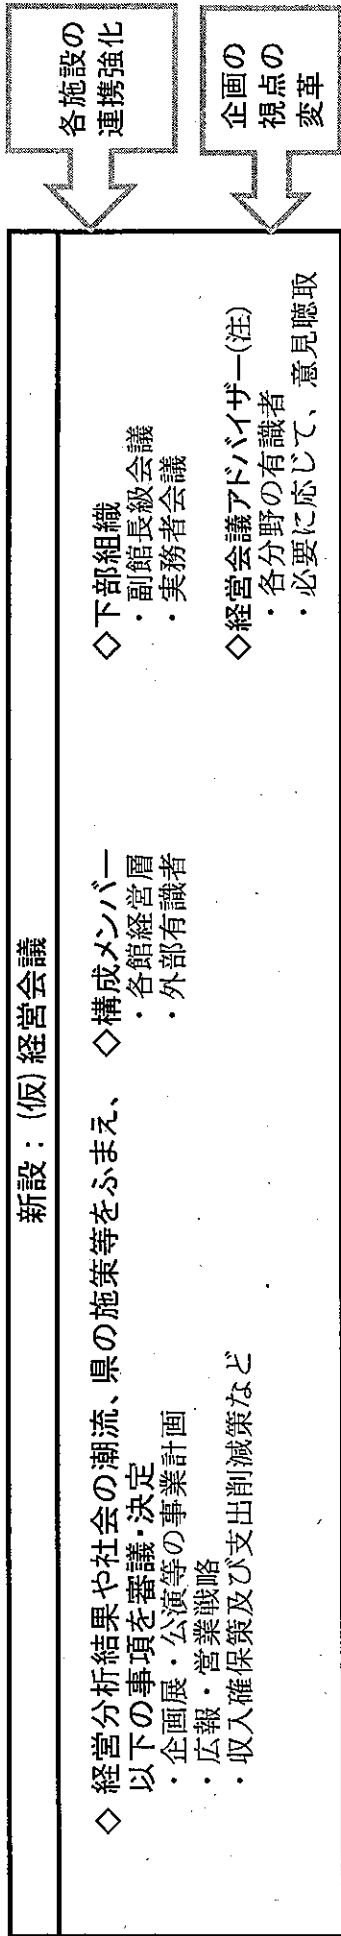 新設：(仮)経営会議
◇ 経営分析結果や社会の潮流、県の施策等をふまえ、
以下の事項を審議・決定
・企画展・公演等の事業計画
・広報・営業戦略
・収入確保策及び支出削減策など
◇構成メンバー
・各館経営層
・外部有識者
◇下部組織
・副館長級会議
・実務者会議
◇経営会議アドバイザー(注)
・各分野の有識者
・必要に応じて、意見聴取
各施設の
連携強化
企画の
視点の
変革